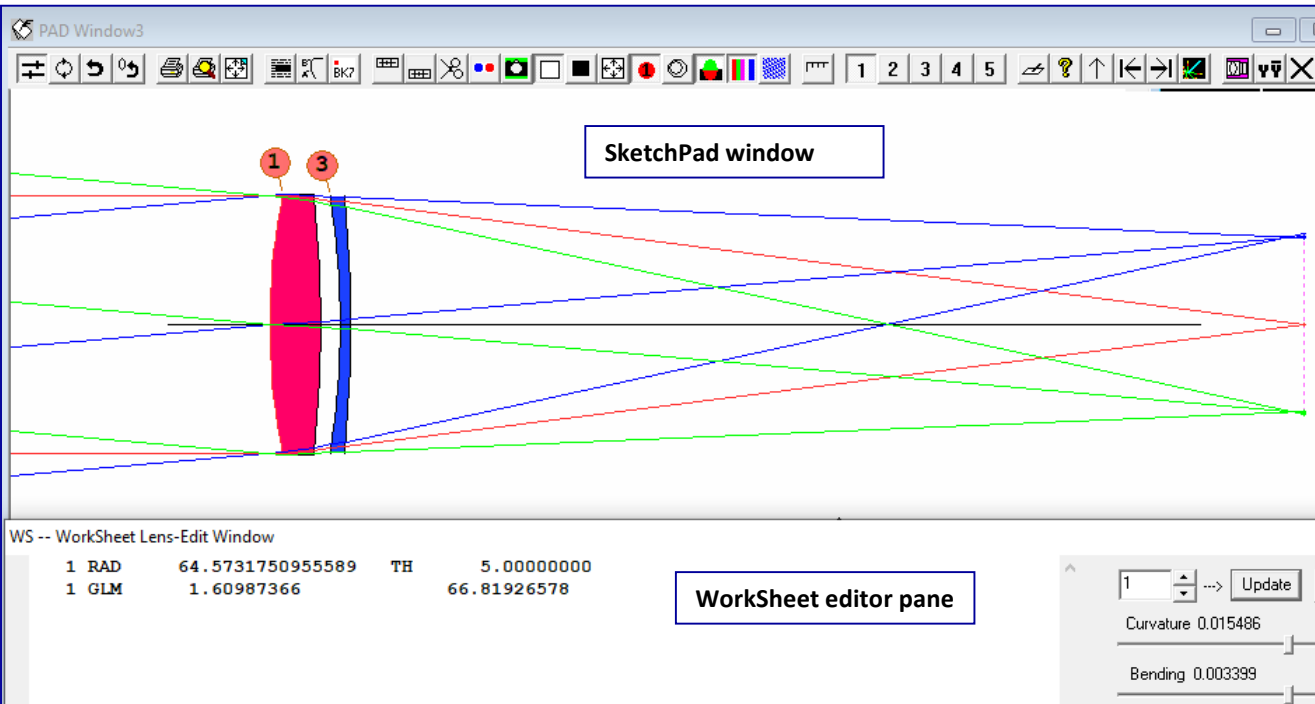 PAD Window3
BK7
1 2 3 4 5
SketchPad window
1 3
WS -- WorkSheet Lens-Edit Window
1 RAD 64.5731750955589 TH 5.00000000
1 GLM 1.60987366 66.81926578
WorkSheet editor pane
1 ---> Update
Curvature 0.015486
Bending 0.003399